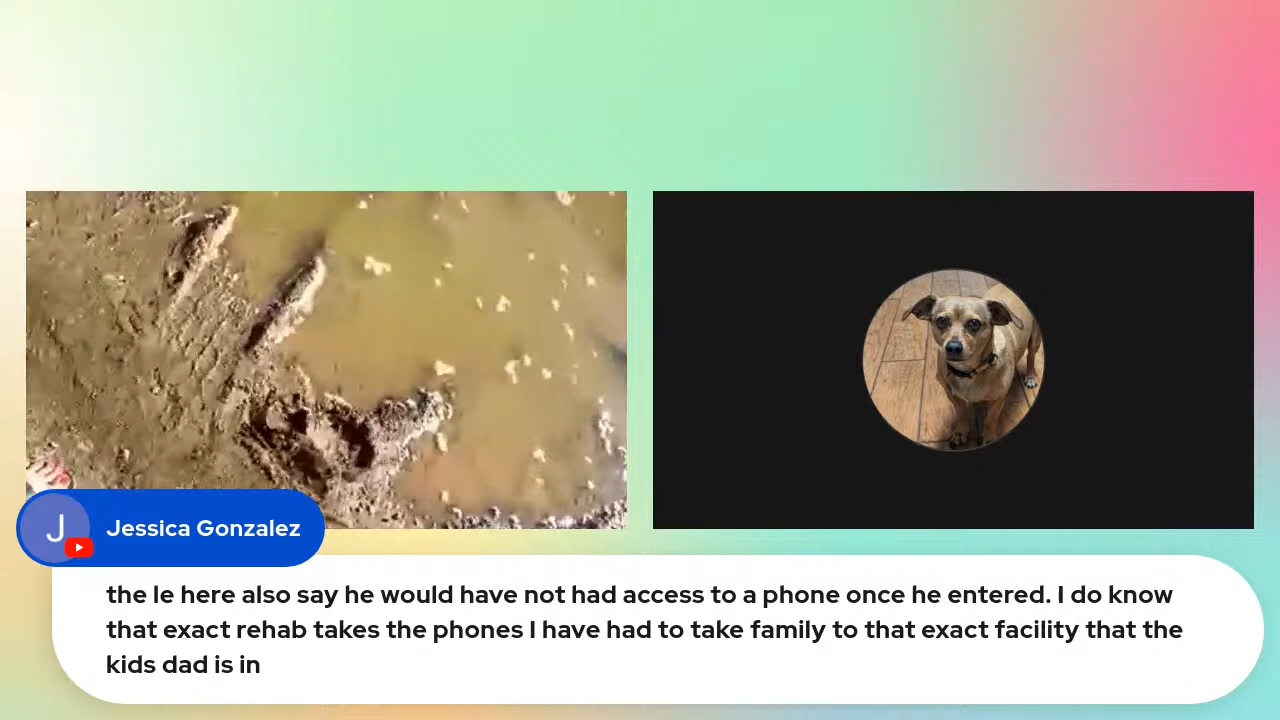 J
Jessica Gonzalez
the le here also say he would have not had access to a phone once he entered. I do know
that exact rehab takes the phones I have had to take family to that exact facility that the
kids dad is in